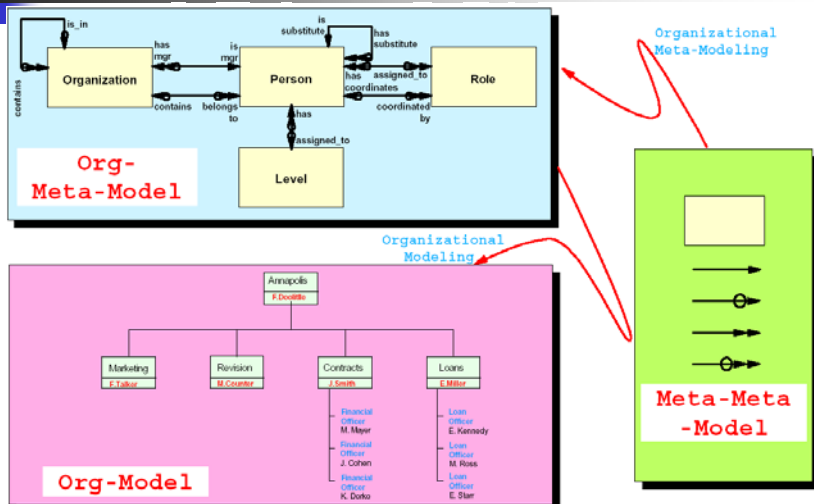 is_in
contains
Organization
has
mgr
is
mgr
contains
belongs
to
is
substitute
has
substitute
Person
has
coordinates
assigned_to
coordinated
by
Role
has
assigned_to
Level
Org-
Meta-Model
Organizational
Meta-Modeling
Organizational
Modeling
Meta-Meta
-Model
Annapolis
F.Doolittle
Marketing
F.Talker
Revision
M.Counter
Contracts
J.Smith
Loans
E.Miller
Financial
Officer
M. Mayer
Financial
Officer
J. Cohen
Financial
Officer
K. Dorko
Loan
Officer
E. Kennedy
Loan
Officer
M. Ross
Loan
Officer
E. Starr
Org-Model